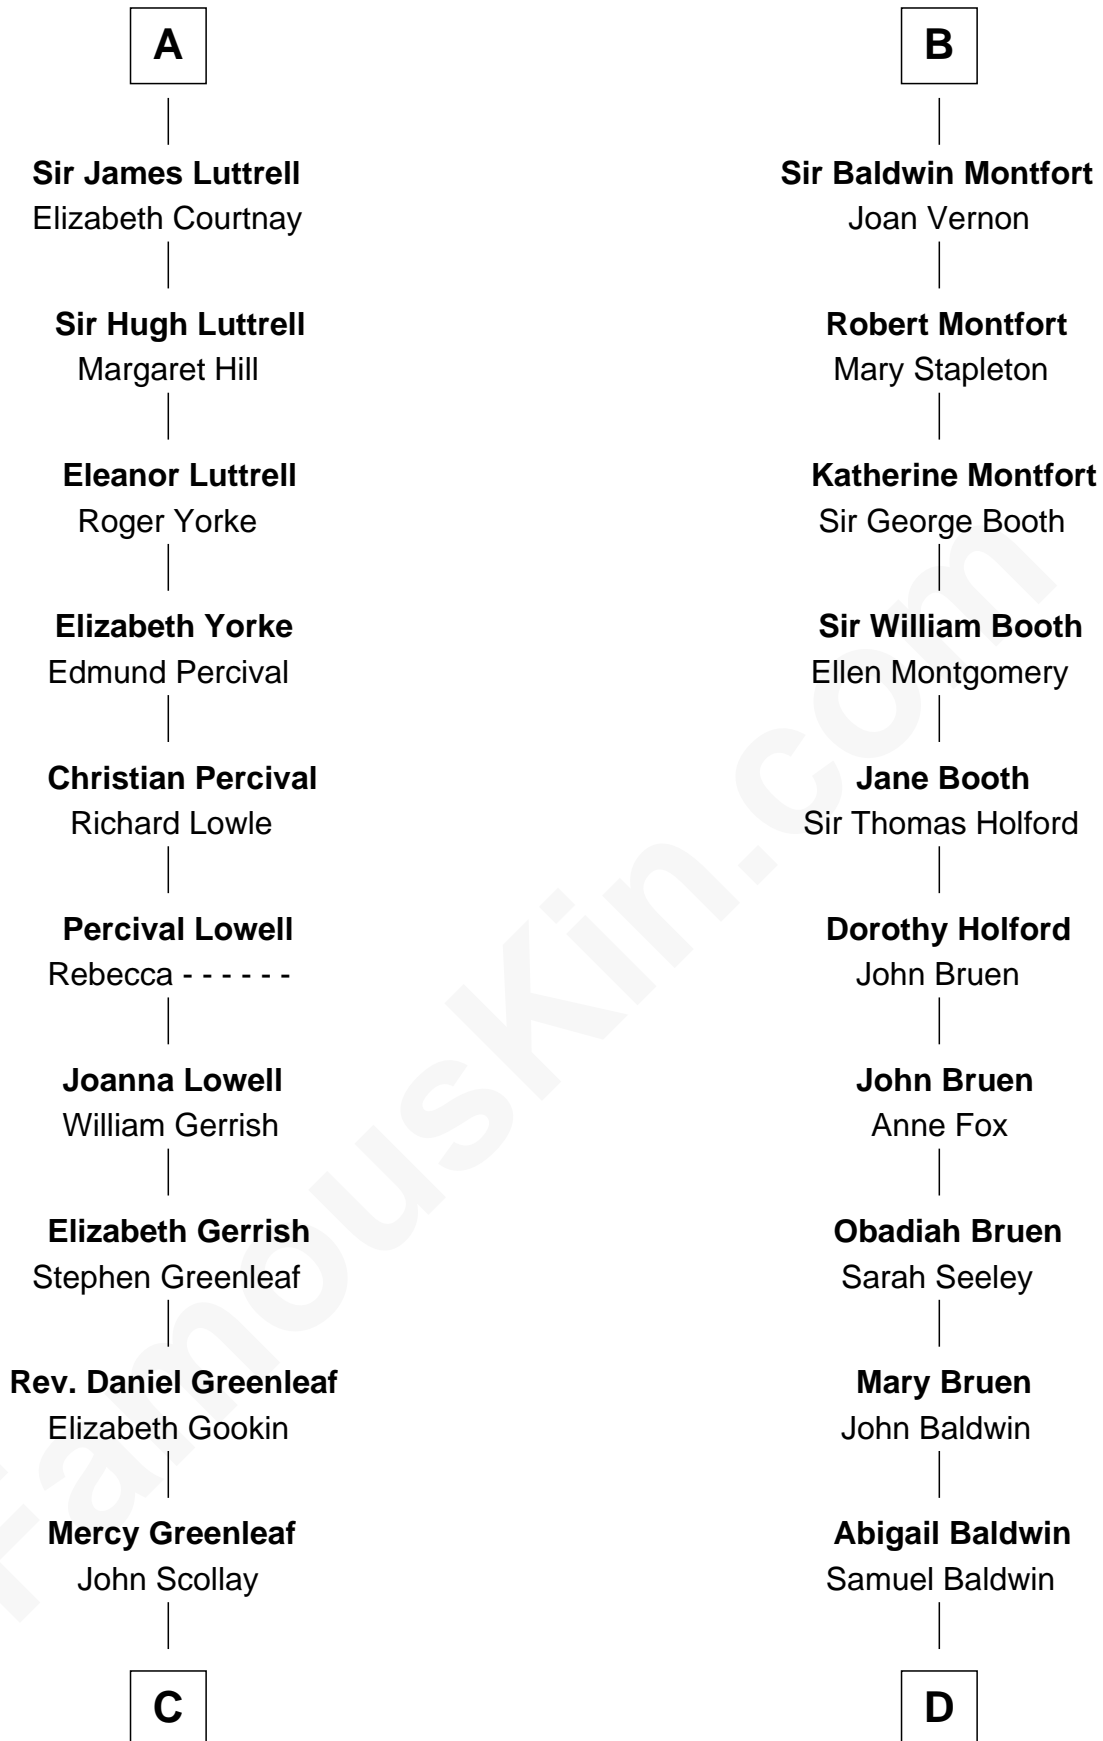 A
Sir James Luttrell
Elizabeth Courtnay
Sir Hugh Luttrell
Margaret Hill
Eleanor Luttrell
Roger Yorke
Elizabeth Yorke
Edmund Percival
Christian Percival
Richard Lowle
Percival Lowell
Rebecca - - - - - -
Joanna Lowell
William Gerrish
Elizabeth Gerrish
Stephen Greenleaf
Rev. Daniel Greenleaf
Elizabeth Gookin
Mercy Greenleaf
John Scollay
C
B
Sir Baldwin Montfort
Joan Vernon
Robert Montfort
Mary Stapleton
Katherine Montfort
Sir George Booth
Sir William Booth
Ellen Montgomery
Jane Booth
Sir Thomas Holford
Dorothy Holford
John Bruen
John Bruen
Anne Fox
Obadiah Bruen
Sarah Seeley
Mary Bruen
John Baldwin
Abigail Baldwin
Samuel Baldwin
D
FamousKin.com